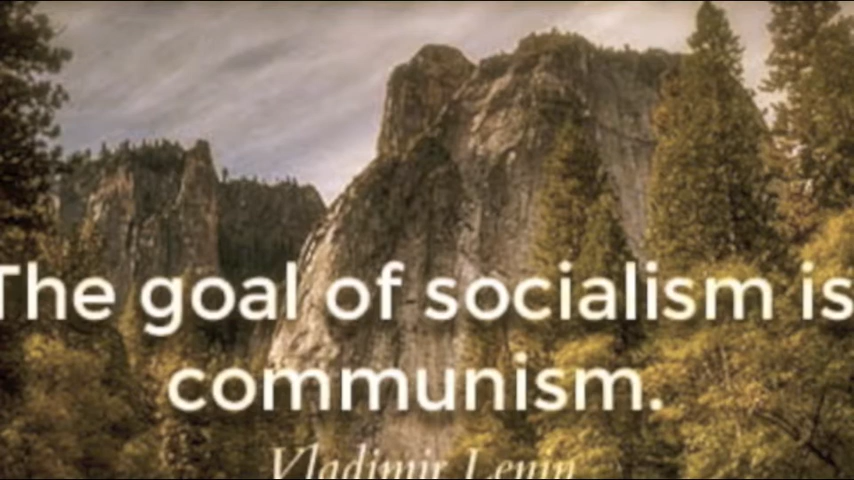 The goal of socialism is
communism.
Vladimir Lenin